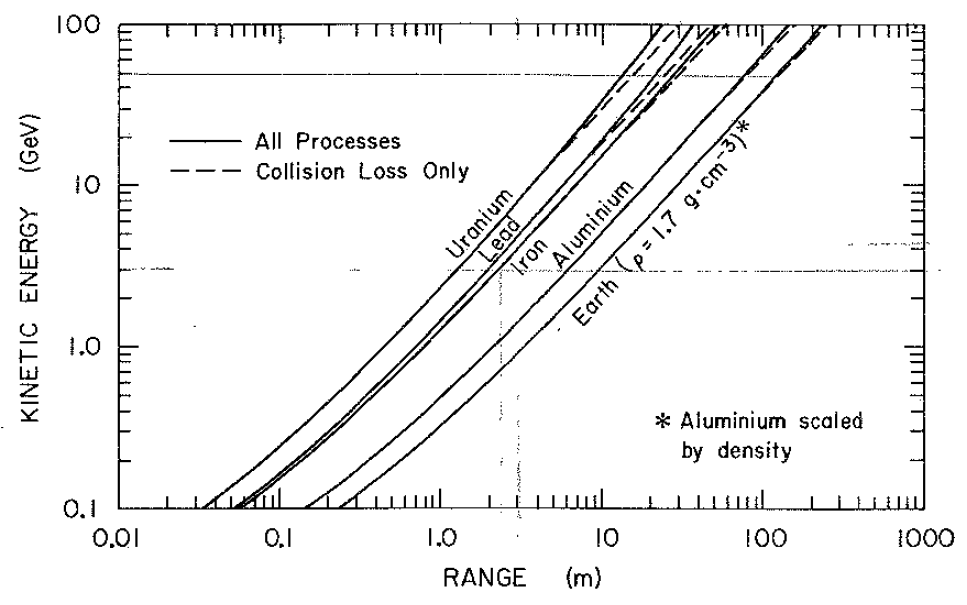 100
10
1.0
0.1
KINETIC ENERGY (GeV)
All Processes
Collision Loss Only
Uranium
Lead
Iron
Aluminium
Earth (ρ = 1.7 g·cm⁻³)*
* Aluminium scaled
by density
0.01 0.1 1.0 10 100 1000
RANGE (m)